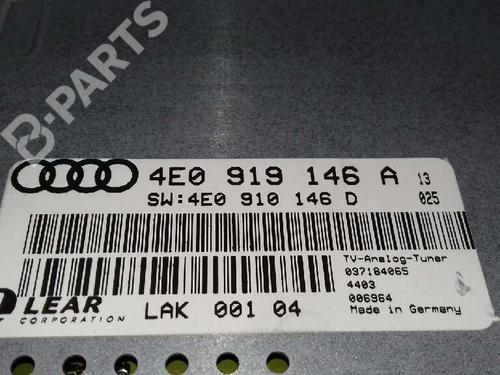 B-PARTS
4E0 919 146 A 13
SW:4E0 910 146 D 025
TV-Analog-Tuner
037184065
4403
006964
Made in Germany
LEAR
CORPORATION
LAK 001 04